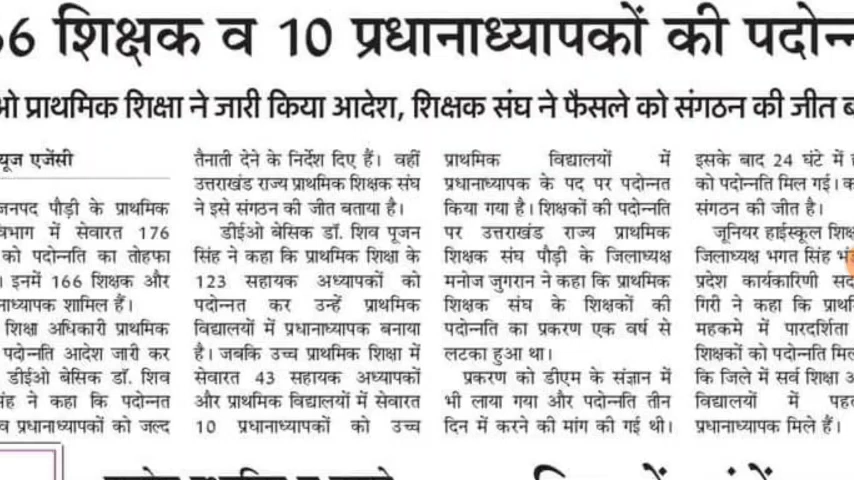 66 शिक्षक व 10 प्रधानाध्यापकों की
प्राथमिक शिक्षा ने जारी किया आदेश, शिक्षक संघ ने फैसले को संगठन की जीत
एजेंसी
जनपद पौड़ी के प्राथमिक
में सेवारत 176
को पदोन्नति का तोहफा
इनमें 166 शिक्षक और
शामिल हैं।
शिक्षा अधिकारी प्राथमिक
पदोन्नति आदेश जारी कर
डीईओ बेसिक डॉ. शिव
ने कहा कि पदोन्नत
व प्रधानाध्यापकों को जल्द
तैनाती देने के निर्देश दिए हैं। वहीं
उत्तराखंड राज्य प्राथमिक शिक्षक संघ
ने इसे संगठन की जीत बताया है।
डीईओ बेसिक डॉ. शिव पूजन
सिंह ने कहा कि प्राथमिक शिक्षा के
123 सहायक अध्यापकों को
पदोन्नत कर उन्हें प्राथमिक
विद्यालयों में प्रधानाध्यापक बनाया
है। जबकि उच्च प्राथमिक शिक्षा में
सेवारत 43 सहायक अध्यापकों
और प्राथमिक विद्यालयों में सेवारत
10 प्रधानाध्यापकों को उच्च
प्राथमिक विद्यालयों में
प्रधानाध्यापक के पद पर पदोन्नत
किया गया है। शिक्षकों की पदोन्नति
पर उत्तराखंड राज्य प्राथमिक
शिक्षक संघ पौड़ी के जिलाध्यक्ष
मनोज जुगरान ने कहा कि प्राथमिक
शिक्षक संघ के शिक्षकों की
पदोन्नति का प्रकरण एक वर्ष से
लटका हुआ था।
प्रकरण को डीएम के संज्ञान में
भी लाया गया और पदोन्नति तीन
दिन में करने की मांग की गई थी।
इसके बाद 24 घंटे में
को पदोन्नति मिल गई।
संगठन की जीत है।
जूनियर हाईस्कूल
जिलाध्यक्ष भगत सिंह
प्रदेश कार्यकारिणी
गिरी ने कहा कि
महकमे में पारदर्शिता
शिक्षकों को पदोन्नति
कि जिले में सर्व शिक्षा
विद्यालयों में
प्रधानाध्यापक मिले हैं।